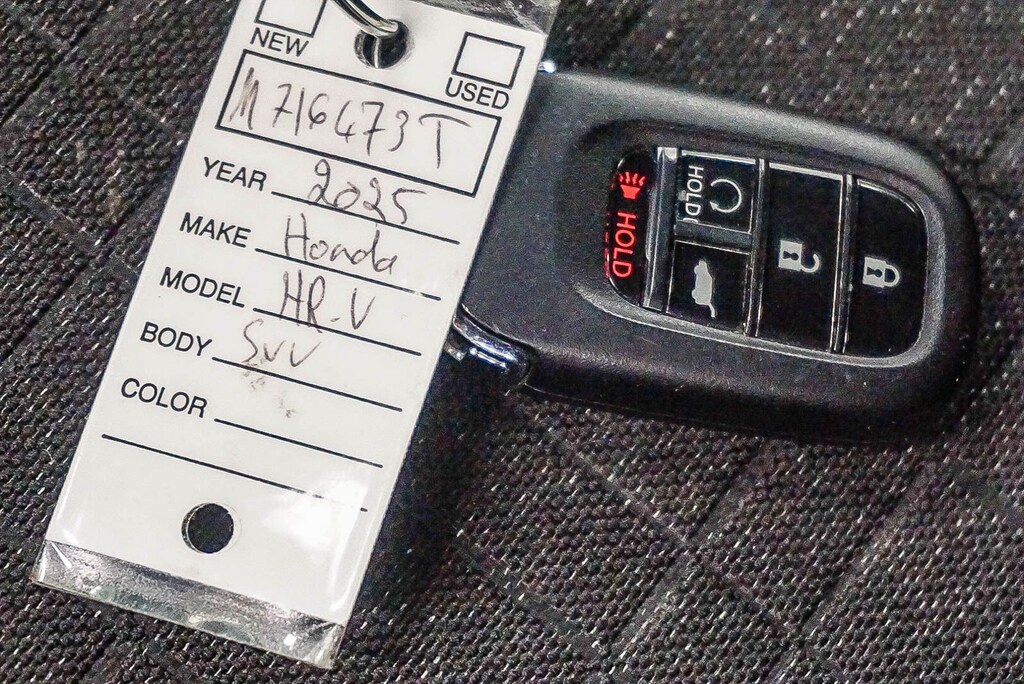 NEW
USED
M716473T
YEAR 2025
MAKE Honda
MODEL HR-V
BODY SUV
COLOR
HOLD
HOLD